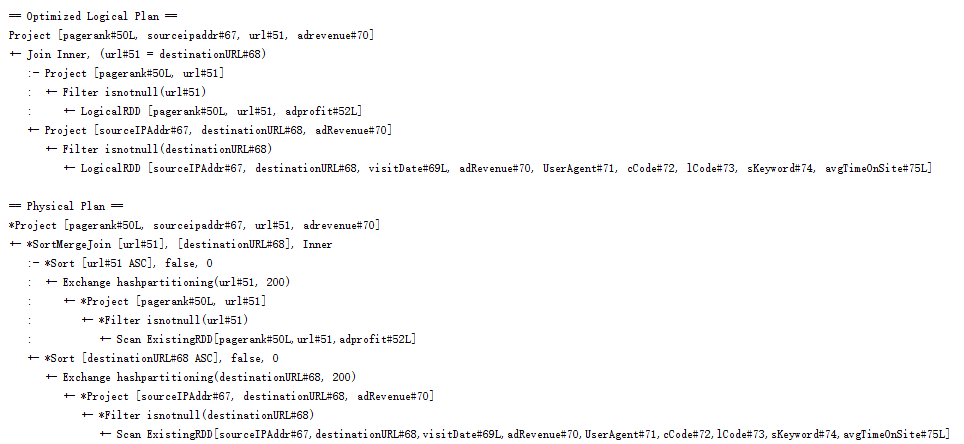 == Optimized Logical Plan ==
Project [pagerank#50L, sourceipaddr#67, url#51, adrevenue#70]
+- Join Inner, (url#51 = destinationURL#68)
   :- Project [pagerank#50L, url#51]
   :  +- Filter isnotnull(url#51)
   :     +- LogicalRDD [pagerank#50L, url#51, adprofit#52L]
   +- Project [sourceIPAddr#67, destinationURL#68, adRevenue#70]
      +- Filter isnotnull(destinationURL#68)
         +- LogicalRDD [sourceIPAddr#67, destinationURL#68, visitDate#69L, adRevenue#70, UserAgent#71, cCode#72, lCode#73, sKeyword#74, avgTimeOnSite#75L]

== Physical Plan ==
*Project [pagerank#50L, sourceipaddr#67, url#51, adrevenue#70]
+- *SortMergeJoin [url#51], [destinationURL#68], Inner
   :- *Sort [url#51 ASC], false, 0
   :  +- Exchange hashpartitioning(url#51, 200)
   :     +- *Project [pagerank#50L, url#51]
   :        +- *Filter isnotnull(url#51)
   :           +- Scan ExistingRDD[pagerank#50L,url#51,adprofit#52L]
   +- *Sort [destinationURL#68 ASC], false, 0
      +- Exchange hashpartitioning(destinationURL#68, 200)
         +- *Project [sourceIPAddr#67, destinationURL#68, adRevenue#70]
            +- *Filter isnotnull(destinationURL#68)
               +- Scan ExistingRDD[sourceIPAddr#67,destinationURL#68,visitDate#69L,adRevenue#70,UserAgent#71,cCode#72,lCode#73,sKeyword#74,avgTimeOnSite#75L]